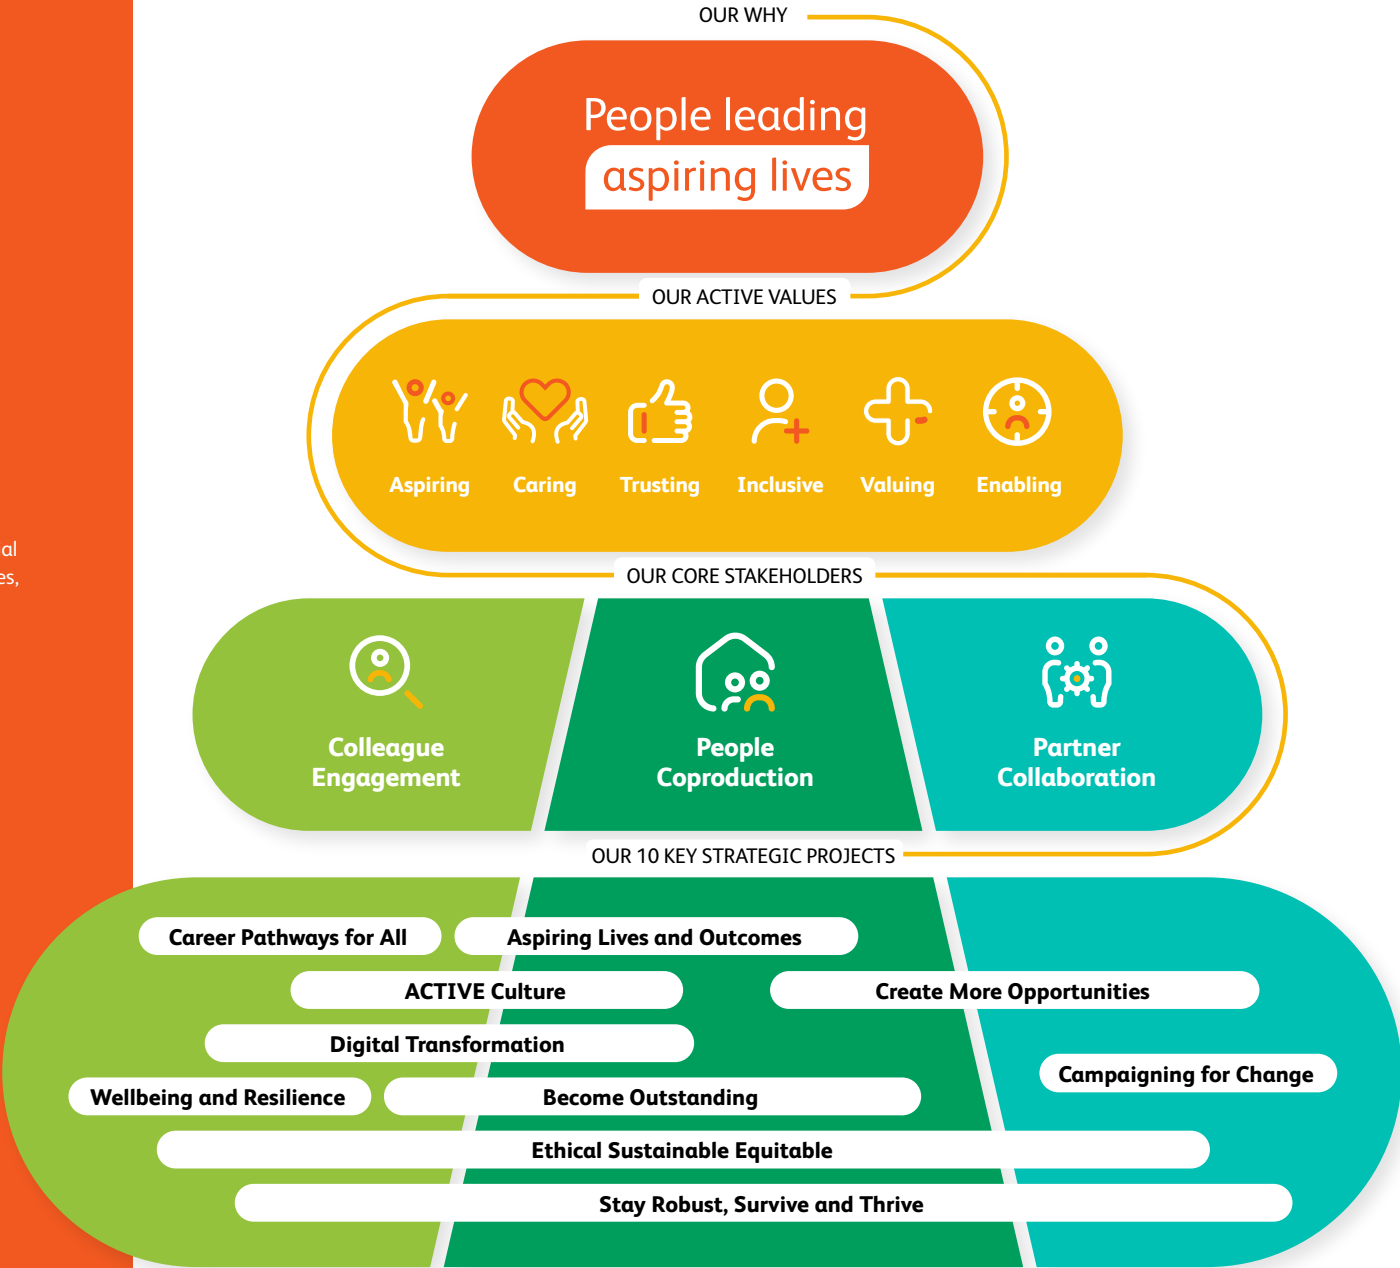 OUR WHY
People leading
aspiring lives
OUR ACTIVE VALUES
Aspiring
Caring
Trusting
Inclusive
Valuing
Enabling
al
es,
OUR CORE STAKEHOLDERS
Colleague
Engagement
People
Coproduction
Partner
Collaboration
OUR 10 KEY STRATEGIC PROJECTS
Career Pathways for All
Aspiring Lives and Outcomes
ACTIVE Culture
Create More Opportunities
Digital Transformation
Campaigning for Change
Wellbeing and Resilience
Become Outstanding
Ethical Sustainable Equitable
Stay Robust, Survive and Thrive